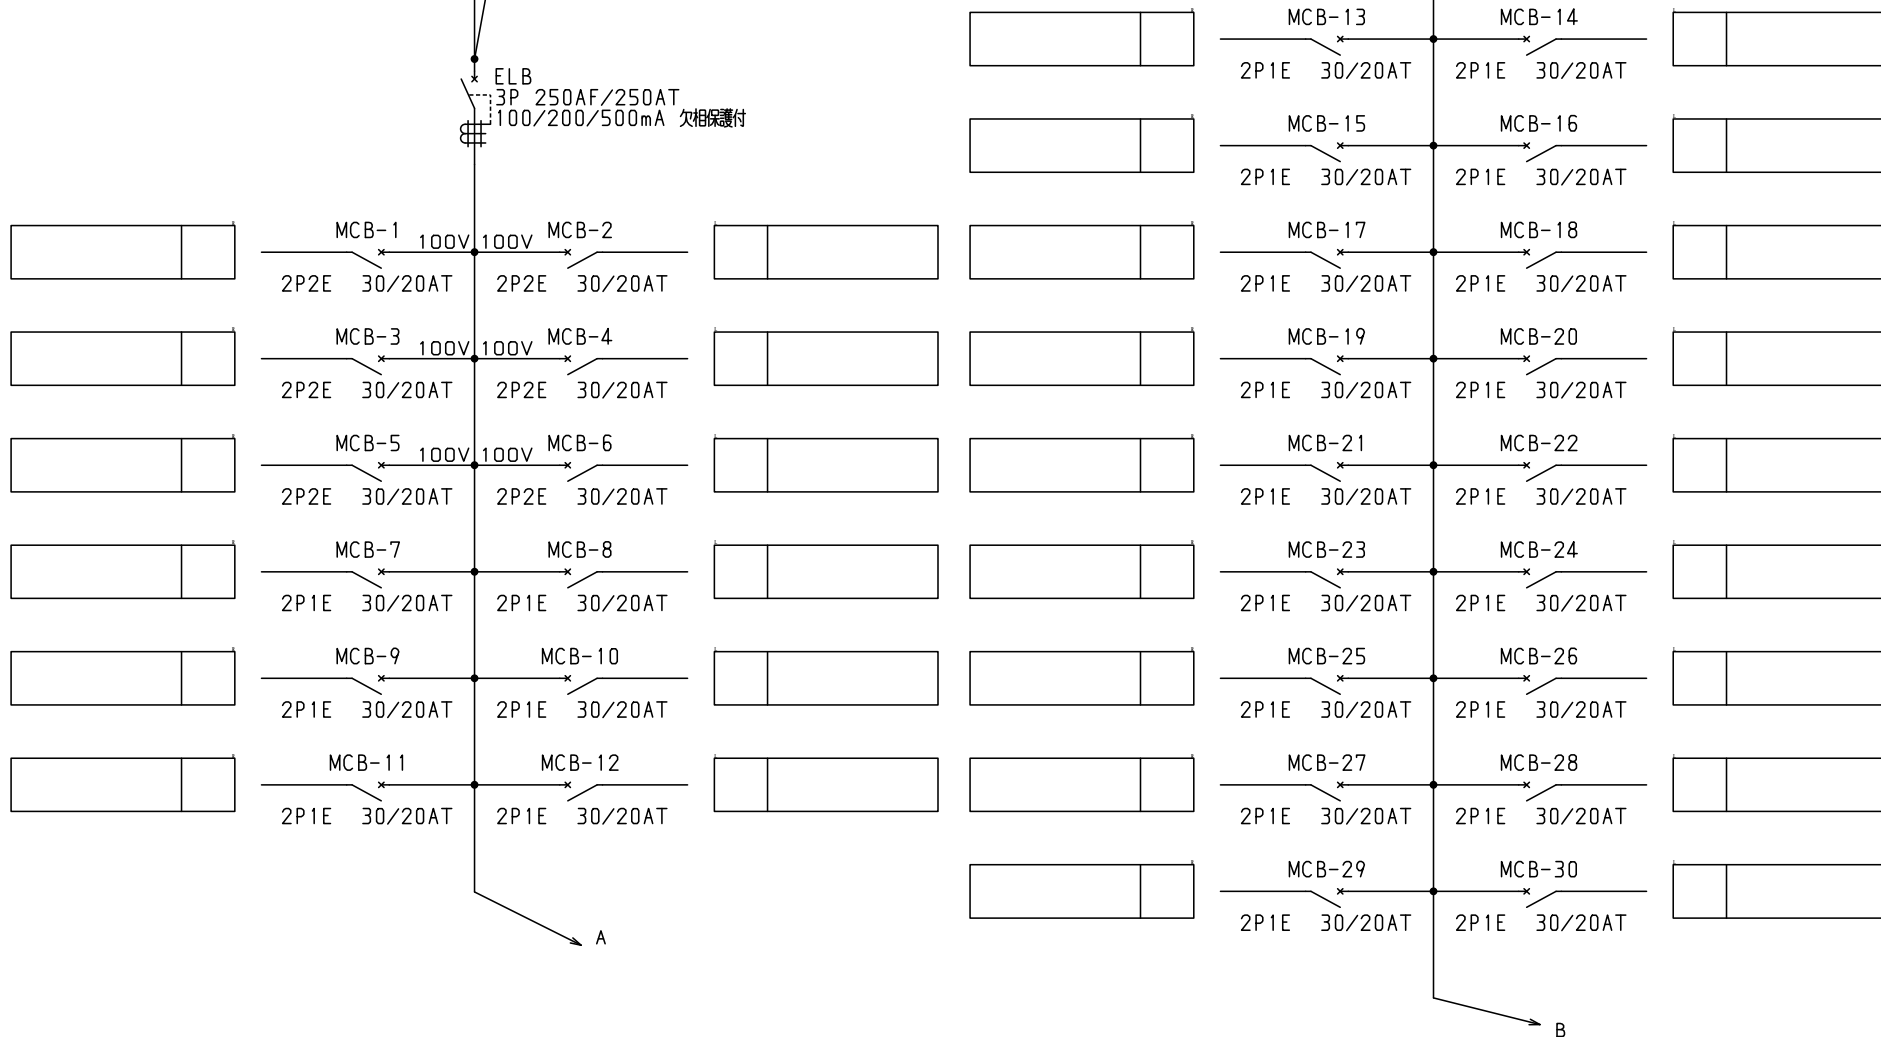 ELB
3P 250AF/250AT
100/200/500mA 欠相保護付
MCB-1 100V 100V MCB-2
2P2E 30/20AT 2P2E 30/20AT
MCB-3 100V 100V MCB-4
2P2E 30/20AT 2P2E 30/20AT
MCB-5 100V 100V MCB-6
2P2E 30/20AT 2P2E 30/20AT
MCB-7 MCB-8
2P1E 30/20AT 2P1E 30/20AT
MCB-9 MCB-10
2P1E 30/20AT 2P1E 30/20AT
MCB-11 MCB-12
2P1E 30/20AT 2P1E 30/20AT
A
MCB-13 MCB-14
2P1E 30/20AT 2P1E 30/20AT
MCB-15 MCB-16
2P1E 30/20AT 2P1E 30/20AT
MCB-17 MCB-18
2P1E 30/20AT 2P1E 30/20AT
MCB-19 MCB-20
2P1E 30/20AT 2P1E 30/20AT
MCB-21 MCB-22
2P1E 30/20AT 2P1E 30/20AT
MCB-23 MCB-24
2P1E 30/20AT 2P1E 30/20AT
MCB-25 MCB-26
2P1E 30/20AT 2P1E 30/20AT
MCB-27 MCB-28
2P1E 30/20AT 2P1E 30/20AT
MCB-29 MCB-30
2P1E 30/20AT 2P1E 30/20AT
B